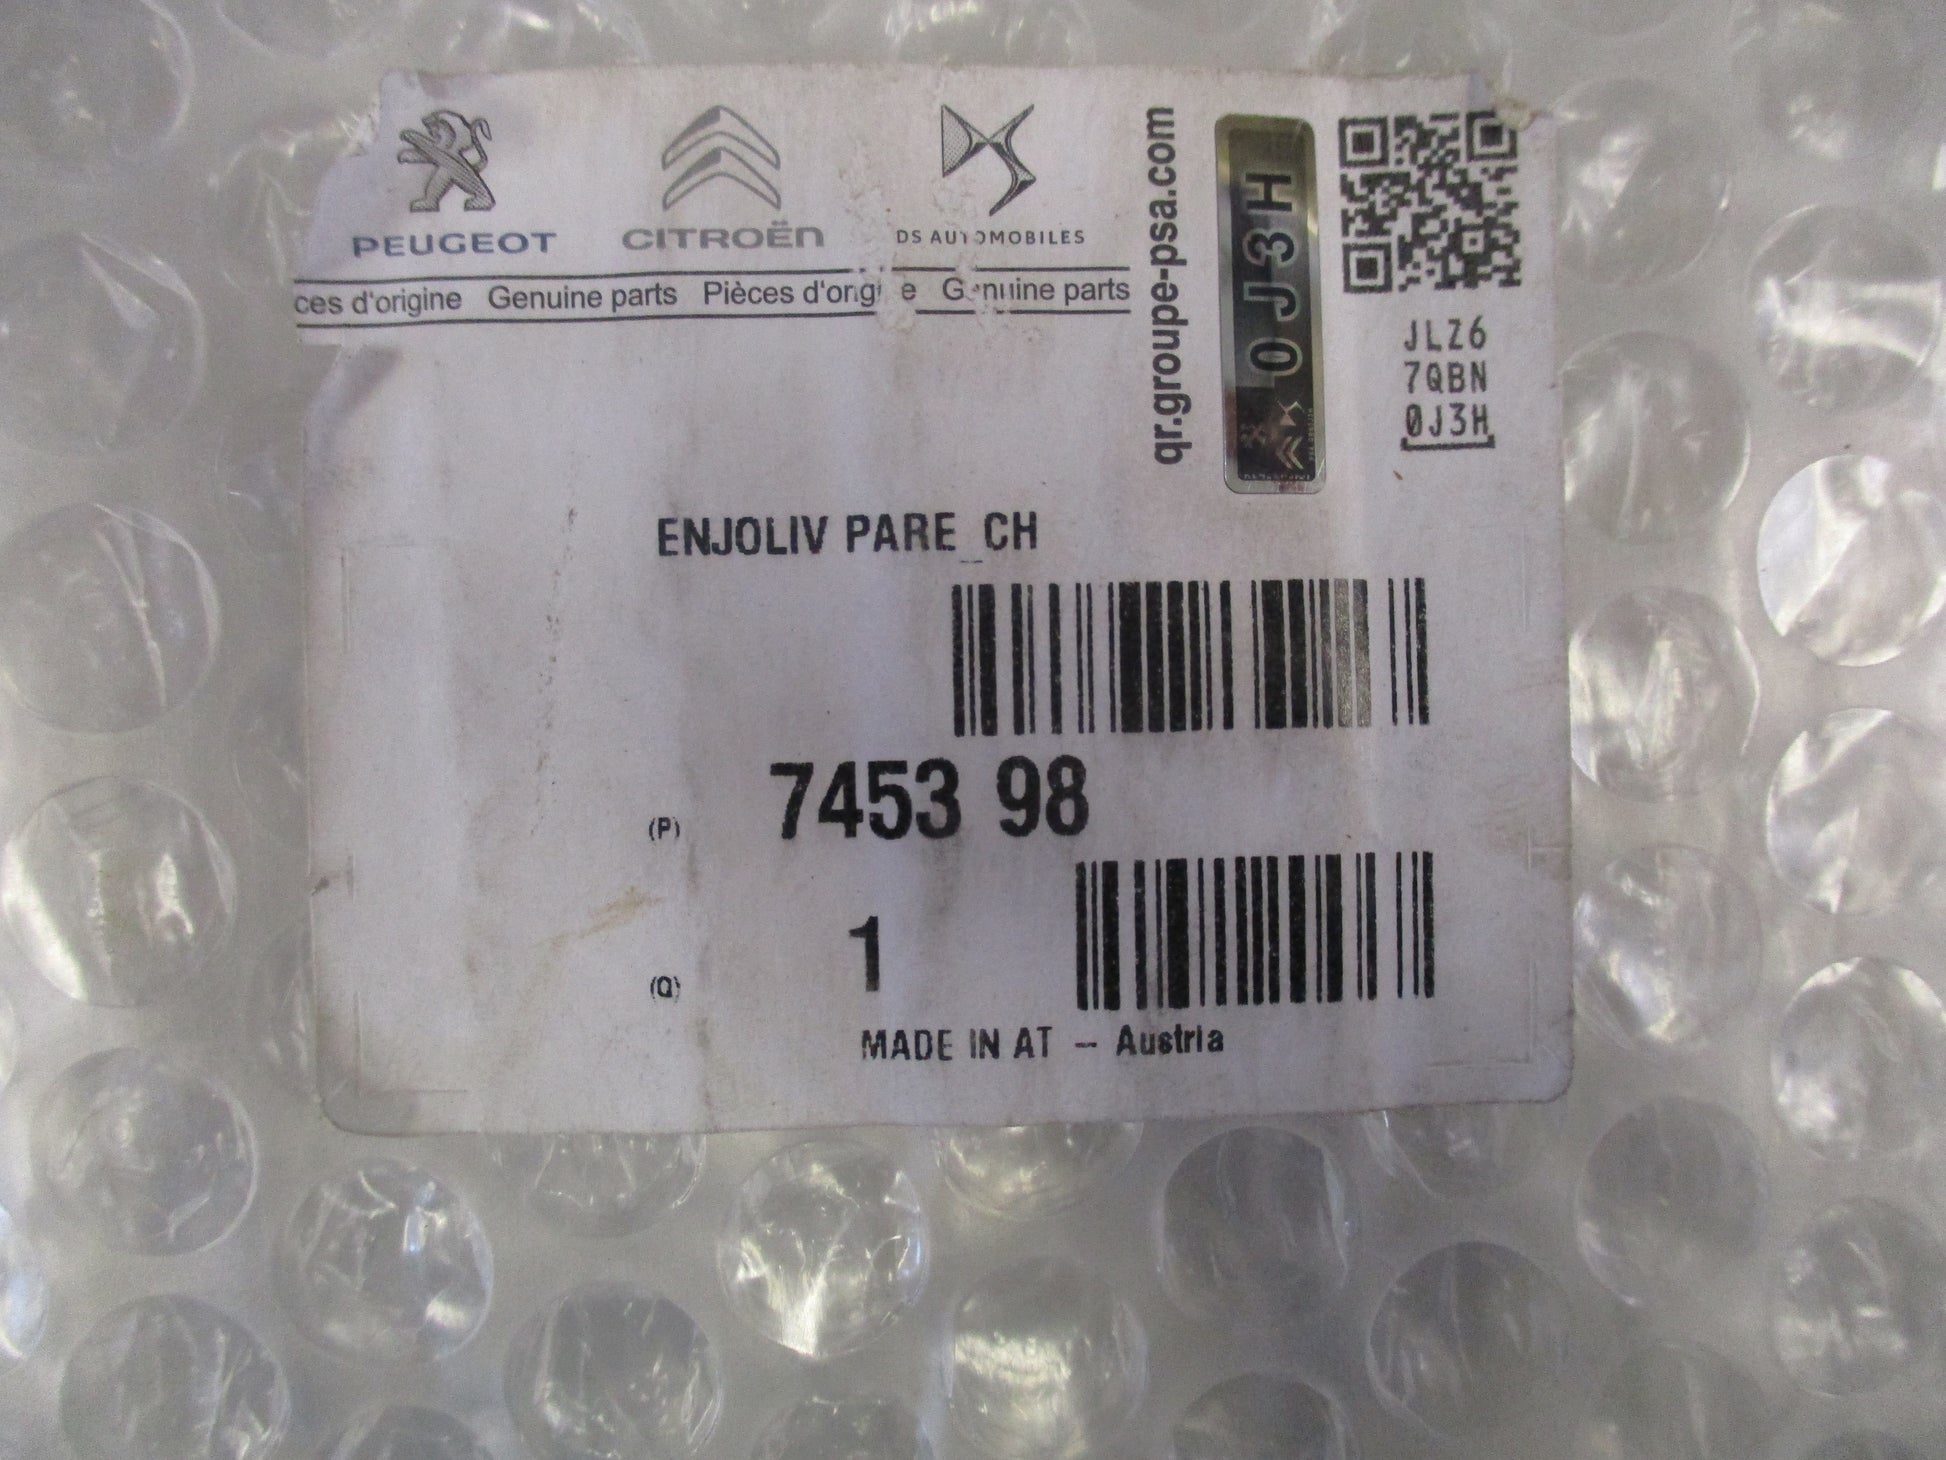 PEUGEOT
CITROËN
DS AUTOMOBILES
ces d'origine Genuine parts Pièces d'origi e Genuine parts
qr.groupe-psa.com
0J3H
JLZ6
7QBN
0J3H
ENJOLIV PARE_CH
(P) 7453 98
(Q) 1
MADE IN AT - Austria